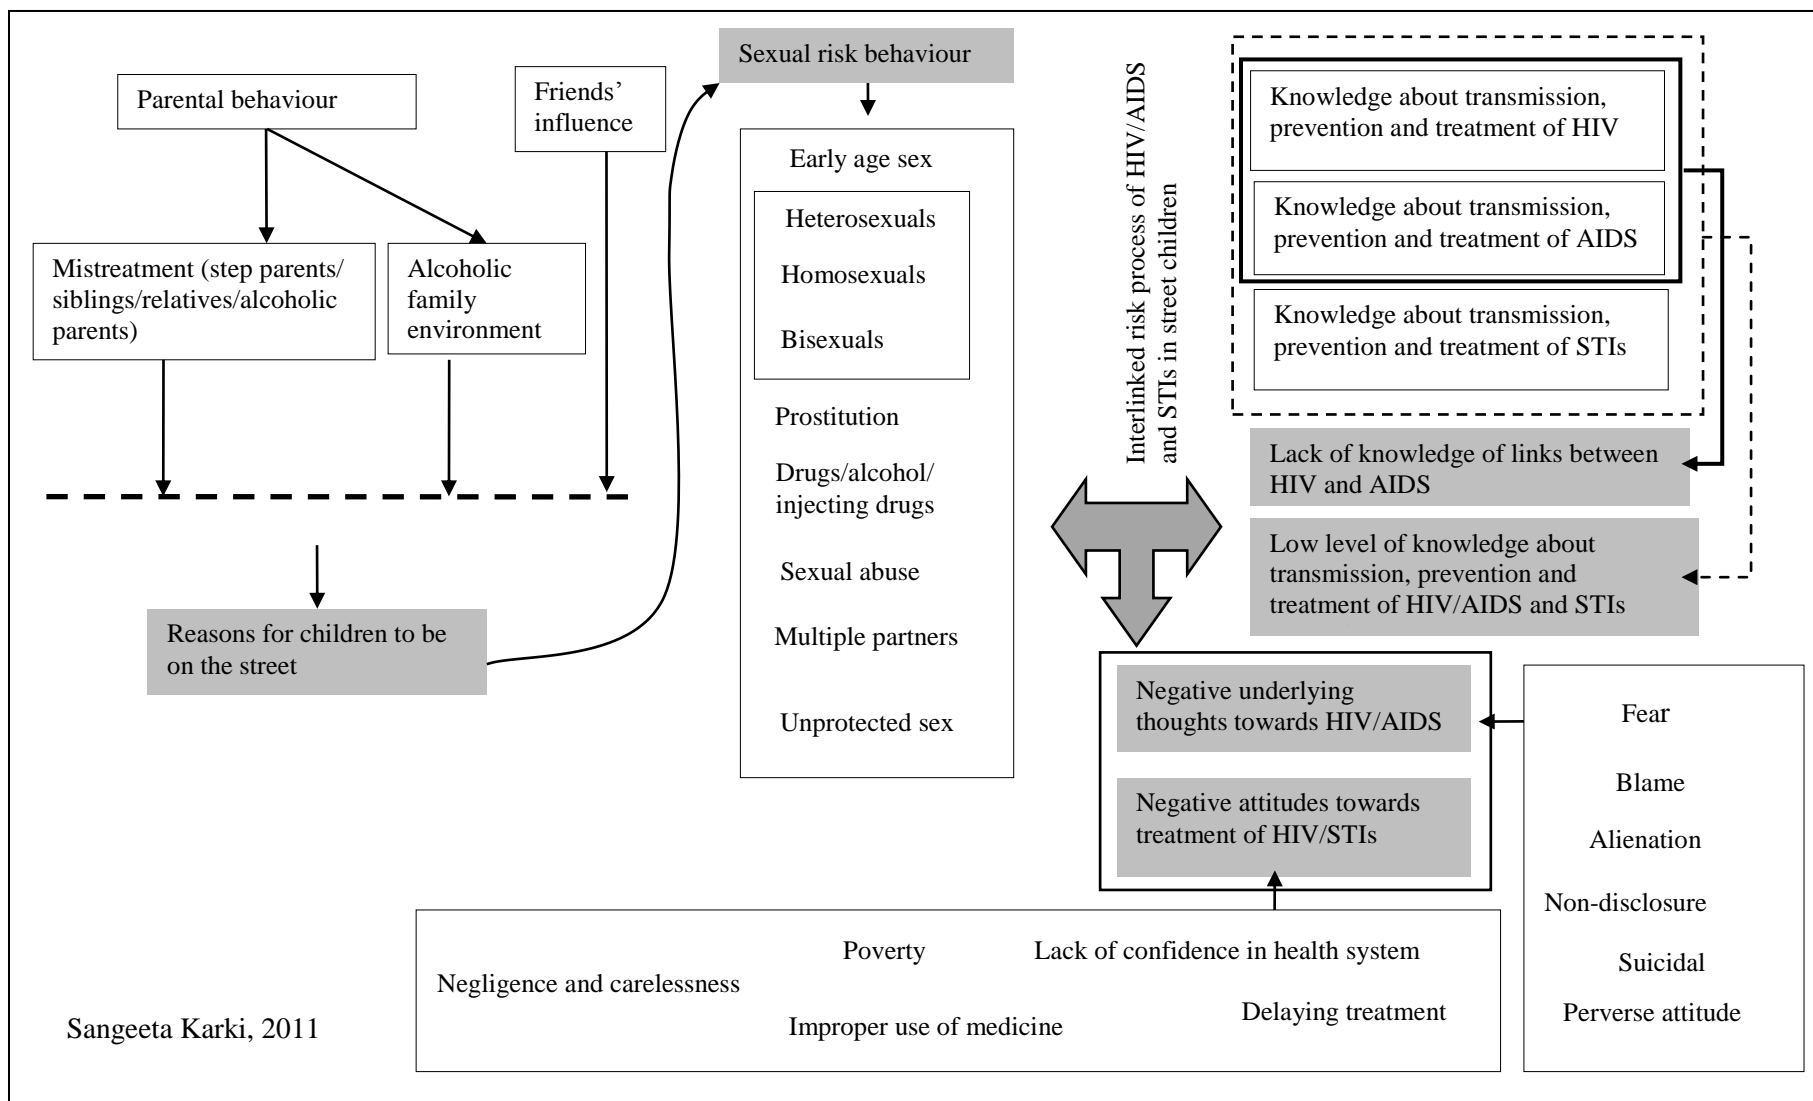 Parental behaviour
Friends’
influence
Mistreatment (step parents/
siblings/relatives/alcoholic
parents)
Alcoholic
family
environment
Reasons for children to be
on the street
Sexual risk behaviour
Early age sex
Heterosexuals
Homosexuals
Bisexuals
Prostitution
Drugs/alcohol/
injecting drugs
Sexual abuse
Multiple partners
Unprotected sex
Interlinked risk process of HIV/AIDS
and STIs in street children
Knowledge about transmission,
prevention and treatment of HIV
Knowledge about transmission,
prevention and treatment of AIDS
Knowledge about transmission,
prevention and treatment of STIs
Lack of knowledge of links between
HIV and AIDS
Low level of knowledge about
transmission, prevention and
treatment of HIV/AIDS and STIs
Negative underlying
thoughts towards HIV/AIDS
Negative attitudes towards
treatment of HIV/STIs
Fear
Blame
Alienation
Non-disclosure
Suicidal
Perverse attitude
Poverty
Lack of confidence in health system
Negligence and carelessness
Improper use of medicine
Delaying treatment
Sangeeta Karki, 2011